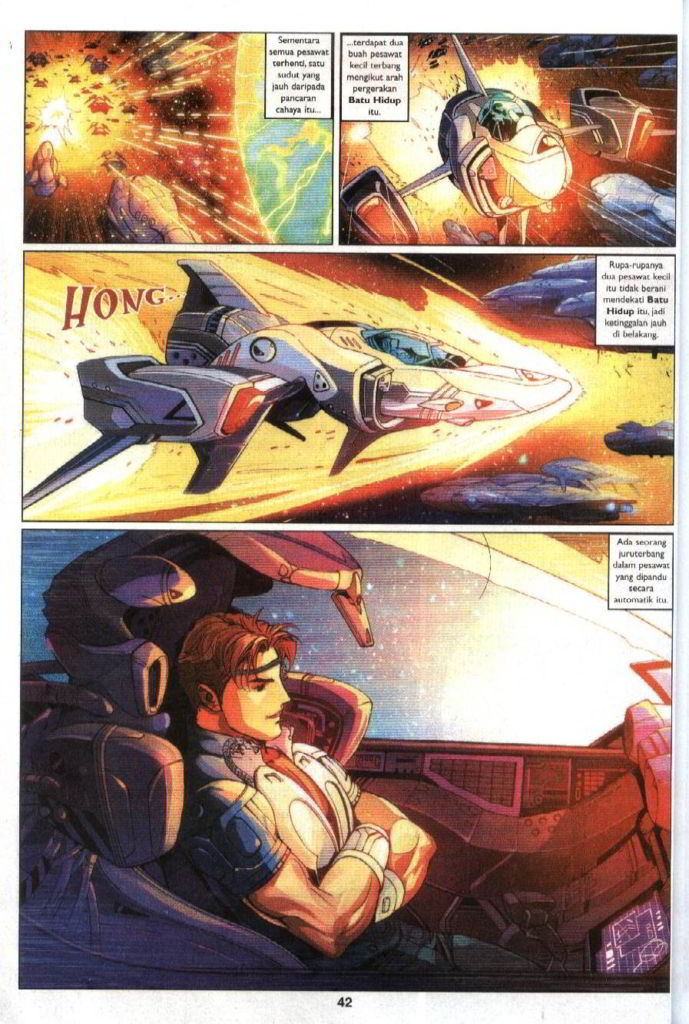 Sementara
semua pesawat
terhenti, satu
sudut yang
jauh daripada
pancaran
cahaya itu...
...terdapat dua
buah pesawat
kecil terbang
mengikut arah
pergerakan
Batu Hidup
itu.
HONG...
Rupa-rupanya
dua pesawat kecil
itu tidak berani
mendekati Batu
Hidup itu, jadi
ketinggalan jauh
di belakang.
Ada seorang
juruterbang
dalam pesawat
yang dipandu
secara
automatik itu.
42